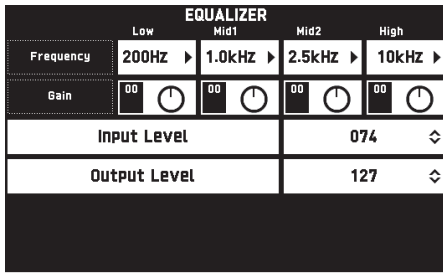 EQUALIZER
Low Mid1 Mid2 High
Frequency 200Hz 1.0kHz 2.5kHz 10kHz
Gain 00 00 00 00
Input Level 074
Output Level 127